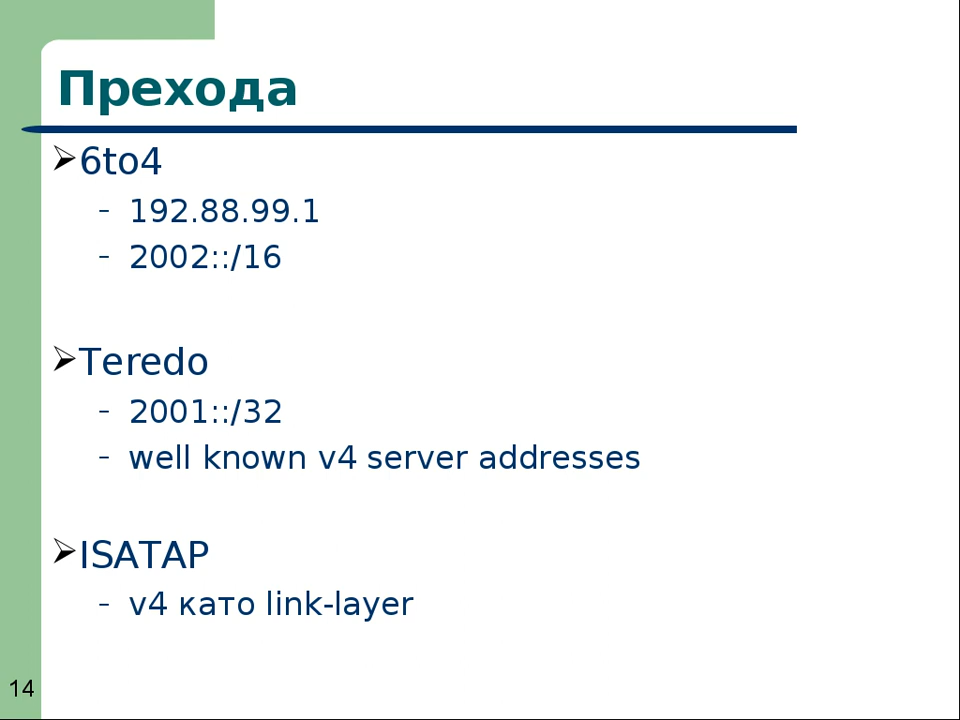 Прехода
6to4
– 192.88.99.1
– 2002::/16
Teredo
– 2001::/32
– well known v4 server addresses
ISATAP
– v4 като link-layer
14